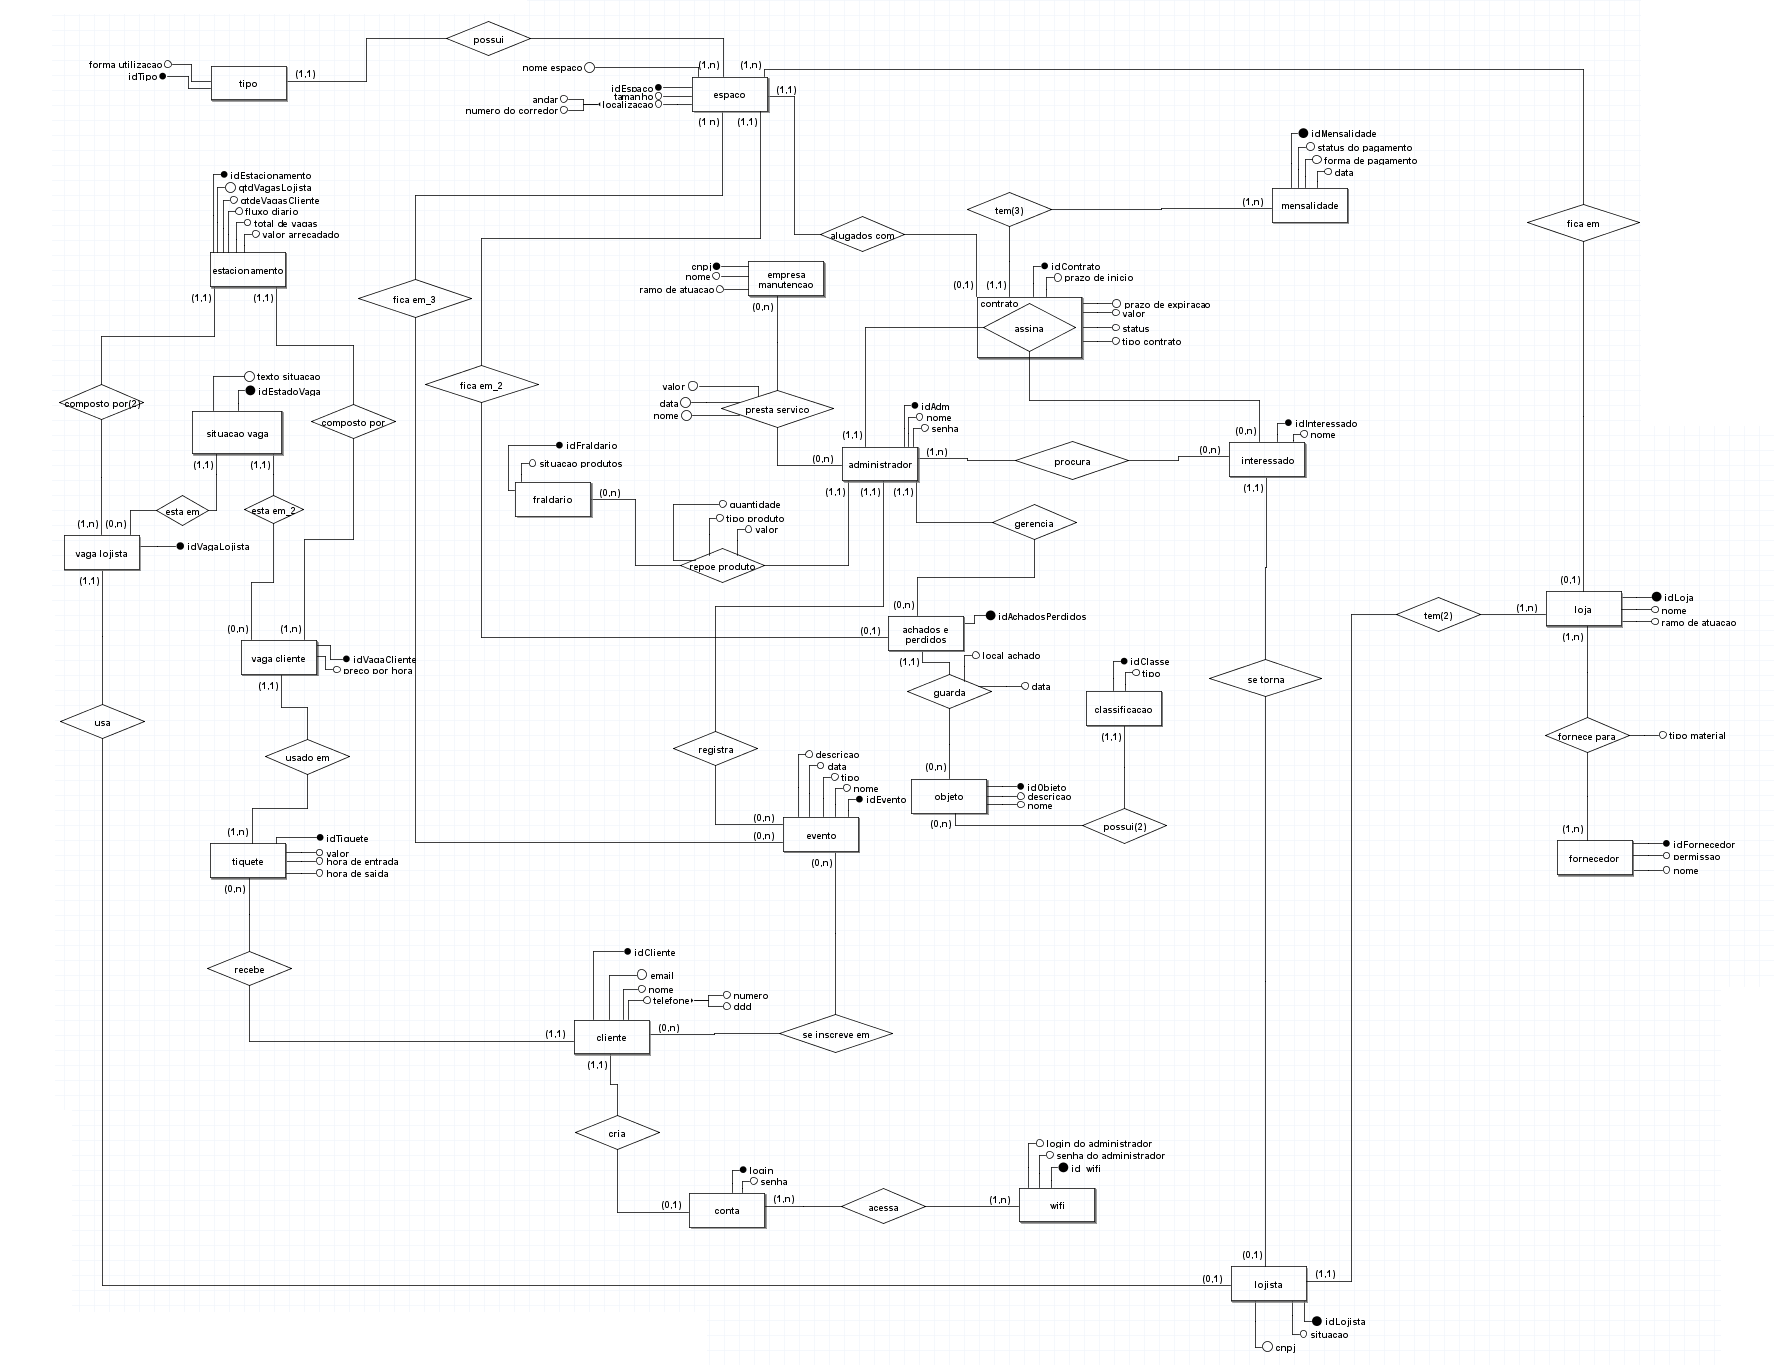 possui
forma utilizacao
idTipo
tipo
(1,1)
nome espaco
(1,n)
(1,n)
idEspaco
tamanho
localizacao
andar
numero do corredor
espaco
(1,1)
(1 n)
(1,1)
idMensalidade
status do pagamento
forma de pagamento
data
mensalidade
(1,n)
tem(3)
fica em
alugados com
idEstacionamento
qtdVagasLojista
qtdeVagasCliente
fluxo diario
total de vagas
valor arrecadado
estacionamento
(1,1)
(1,1)
fica em_3
cnpj
nome
ramo de atuacao
empresa
manutencao
(0,n)
(0,1)
(1,1)
idContrato
prazo de inicio
contrato
assina
prazo de expiracao
valor
status
tipo contrato
texto situacao
idEstadoVaga
situacao vaga
(1,1)
(1,1)
composto por(2)
composto por
fica em_2
valor
data
nome
presta servico
idAdm
nome
senha
(1,1)
(0,n)
administrador
(1,n)
(1,1)
(1,1)
(1,1)
procura
(0,n)
(0,n)
idInteressado
nome
interessado
(1,1)
idFraldario
situacao produtos
fraldario
(0,n)
quantidade
tipo produto
valor
repoe produto
gerencia
esta em
esta em_2
(1,n)
(0,n)
vaga lojista
idVagaLojista
(1,1)
(0,n)
(1,n)
vaga cliente
idVagaCliente
preco por hora
(1,1)
(0,n)
(0,1)
achados e
perdidos
idAchadosPerdidos
(1,1)
local achado
guarda
data
idClasse
tipo
classificacao
(1,1)
se torna
tem(2)
(1,n)
(0,1)
loja
idLoja
nome
ramo de atuacao
(1,n)
usa
usado em
registra
fornece para
tipo material
descricao
data
tipo
nome
idEvento
(0,n)
objeto
idObjeto
descricao
nome
(0,n)
possui(2)
(0,n)
(0,n)
evento
(0,n)
(1,n)
tiquete
idTiquete
valor
hora de entrada
hora de saida
(0,n)
(1,n)
fornecedor
idFornecedor
permissao
nome
recebe
idCliente
email
nome
telefone
numero
ddd
(1,1)
cliente
(0,n)
se inscreve em
(1,1)
cria
login
senha
(0,1)
conta
(1,n)
acessa
(1,n)
login do administrador
senha do administrador
id wifi
wifi
(0,1)
(0,1)
lojista
(1,1)
idLojista
situacao
cnpj